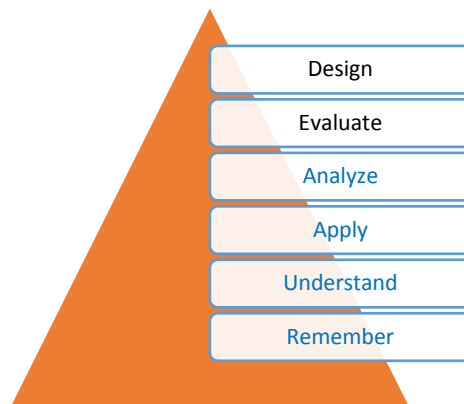 Design
Evaluate
Analyze
Apply
Understand
Remember